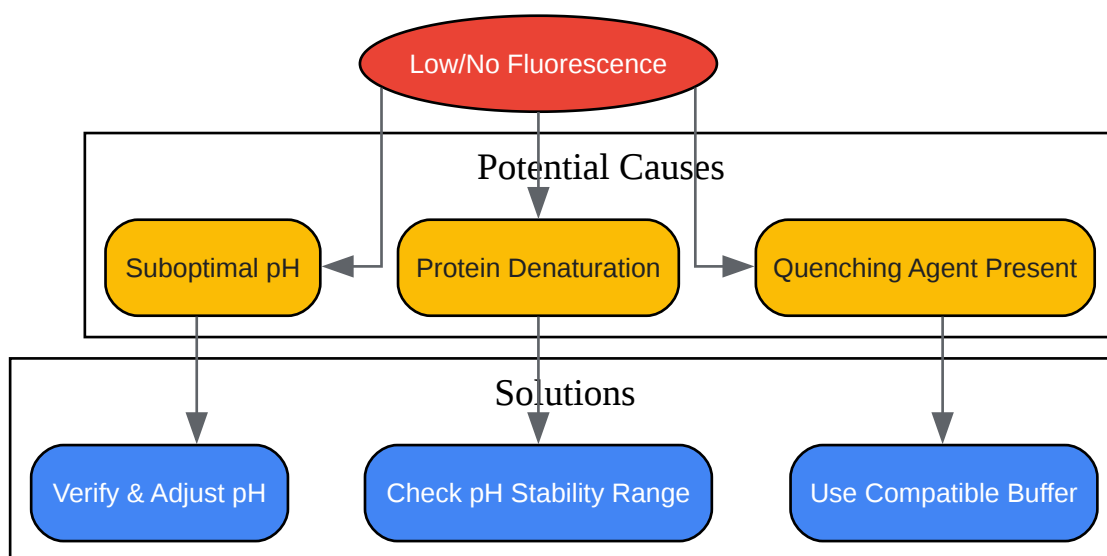 Low/No Fluorescence
Potential Causes
Suboptimal pH
Protein Denaturation
Quenching Agent Present
Solutions
Verify & Adjust pH
Check pH Stability Range
Use Compatible Buffer